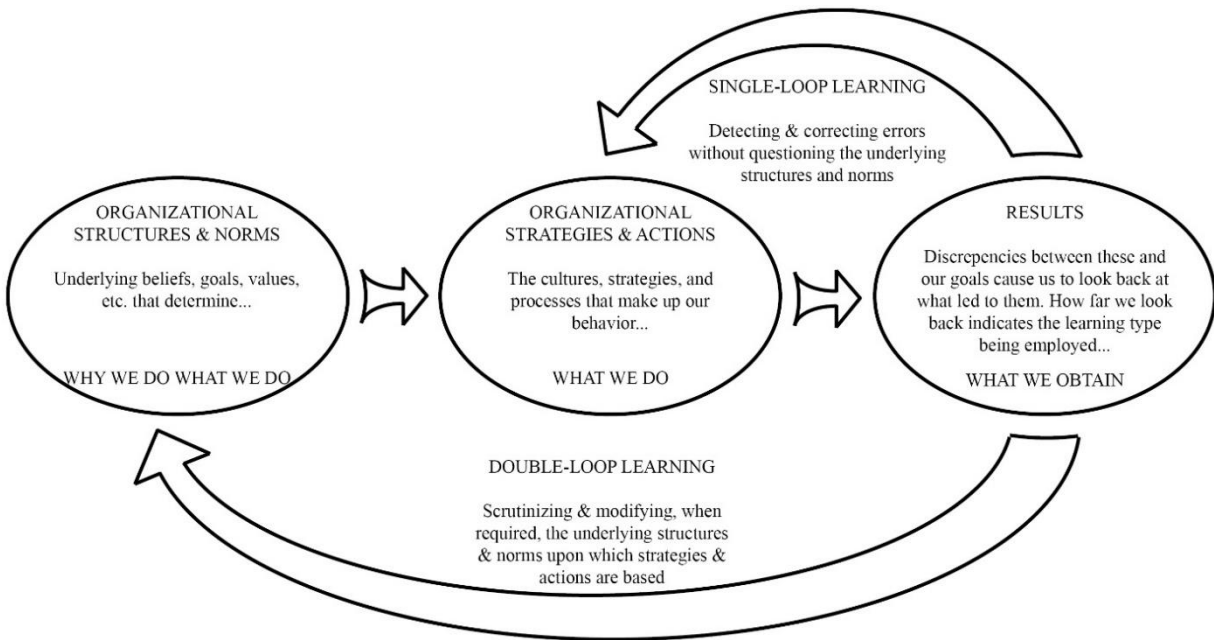 SINGLE-LOOP LEARNING
Detecting & correcting errors
without questioning the underlying
structures and norms
ORGANIZATIONAL
STRUCTURES & NORMS
Underlying beliefs, goals, values,
etc. that determine...
WHY WE DO WHAT WE DO
ORGANIZATIONAL
STRATEGIES & ACTIONS
The cultures, strategies, and
processes that make up our
behavior...
WHAT WE DO
RESULTS
Discrepencies between these and
our goals cause us to look back at
what led to them. How far we look
back indicates the learning type
being employed...
WHAT WE OBTAIN
DOUBLE-LOOP LEARNING
Scrutinizing & modifying, when
required, the underlying structures
& norms upon which strategies &
actions are based